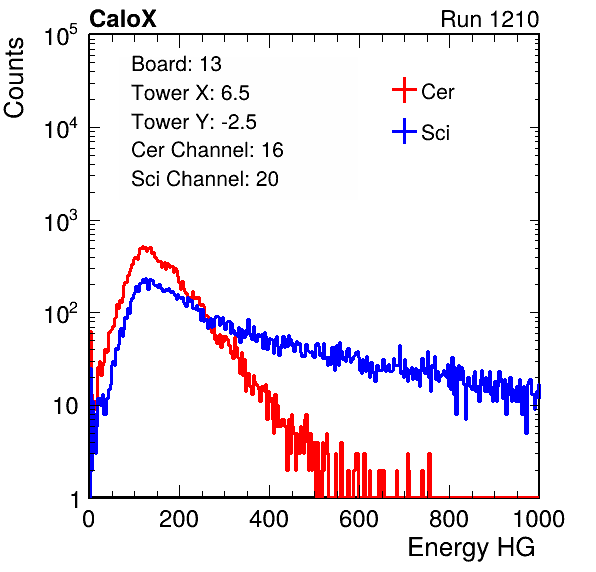 CaloX Run 1210
Counts
10^5
10^4
10^3
10^2
10
1
Board: 13
Tower X: 6.5
Tower Y: -2.5
Cer Channel: 16
Sci Channel: 20
Cer
Sci
0 200 400 600 800 1000
Energy HG